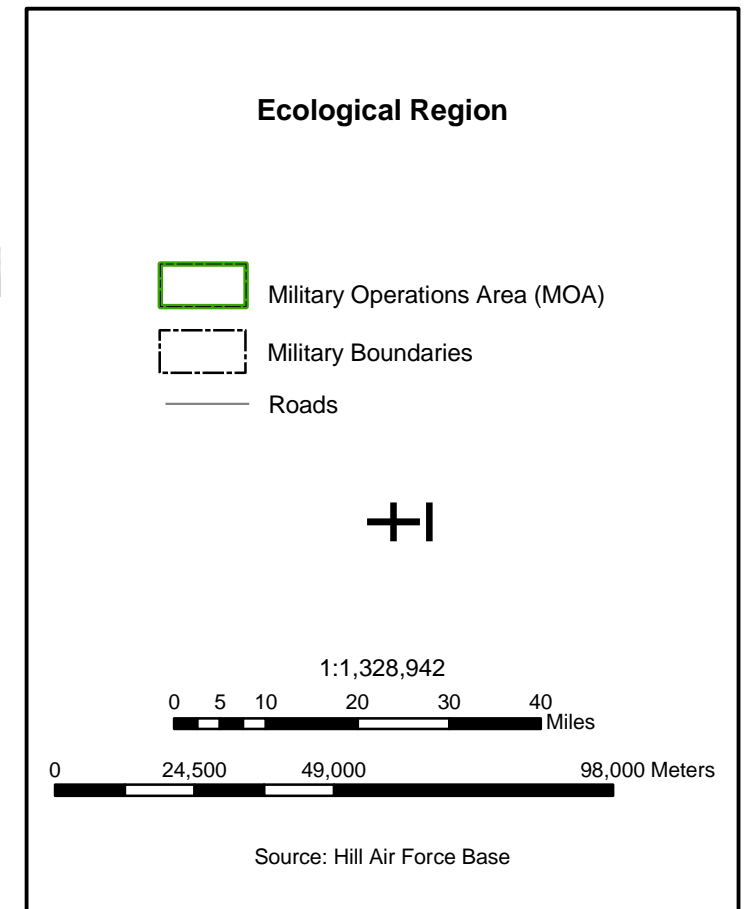 Ecological Region
Military Operations Area (MOA)
Military Boundaries
Roads
1:1,328,942
0 5 10 20 30 40
Miles
0 24,500 49,000 98,000 Meters
Source: Hill Air Force Base